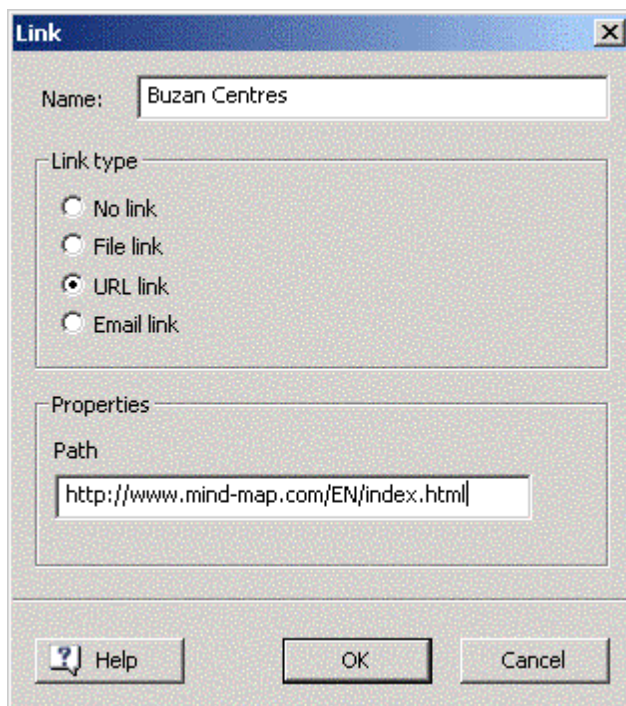 Link
Name: Buzan Centres
Link type
No link
File link
URL link
Email link
Properties
Path
http://www.mind-map.com/EN/index.html
Help OK Cancel